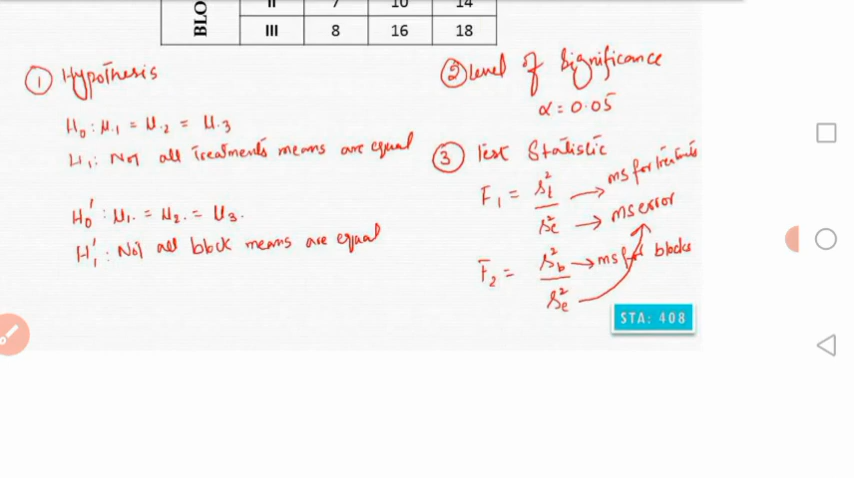 BLO
II 7 10 14
III 8 16 18
① Hypothesis
H₀ : μ.₁ = μ.₂ = μ.₃
H₁ : Not all treatments means are equal
H₀' : μ₁. = μ₂. = μ₃.
H₁' : Not all block means are equal
② Level of Significance
α = 0.05
③ Test Statistic
F₁ = s²t / s²e → ms for treatments
→ ms error
F₂ = s²b / s²e → ms for blocks
STA: 408